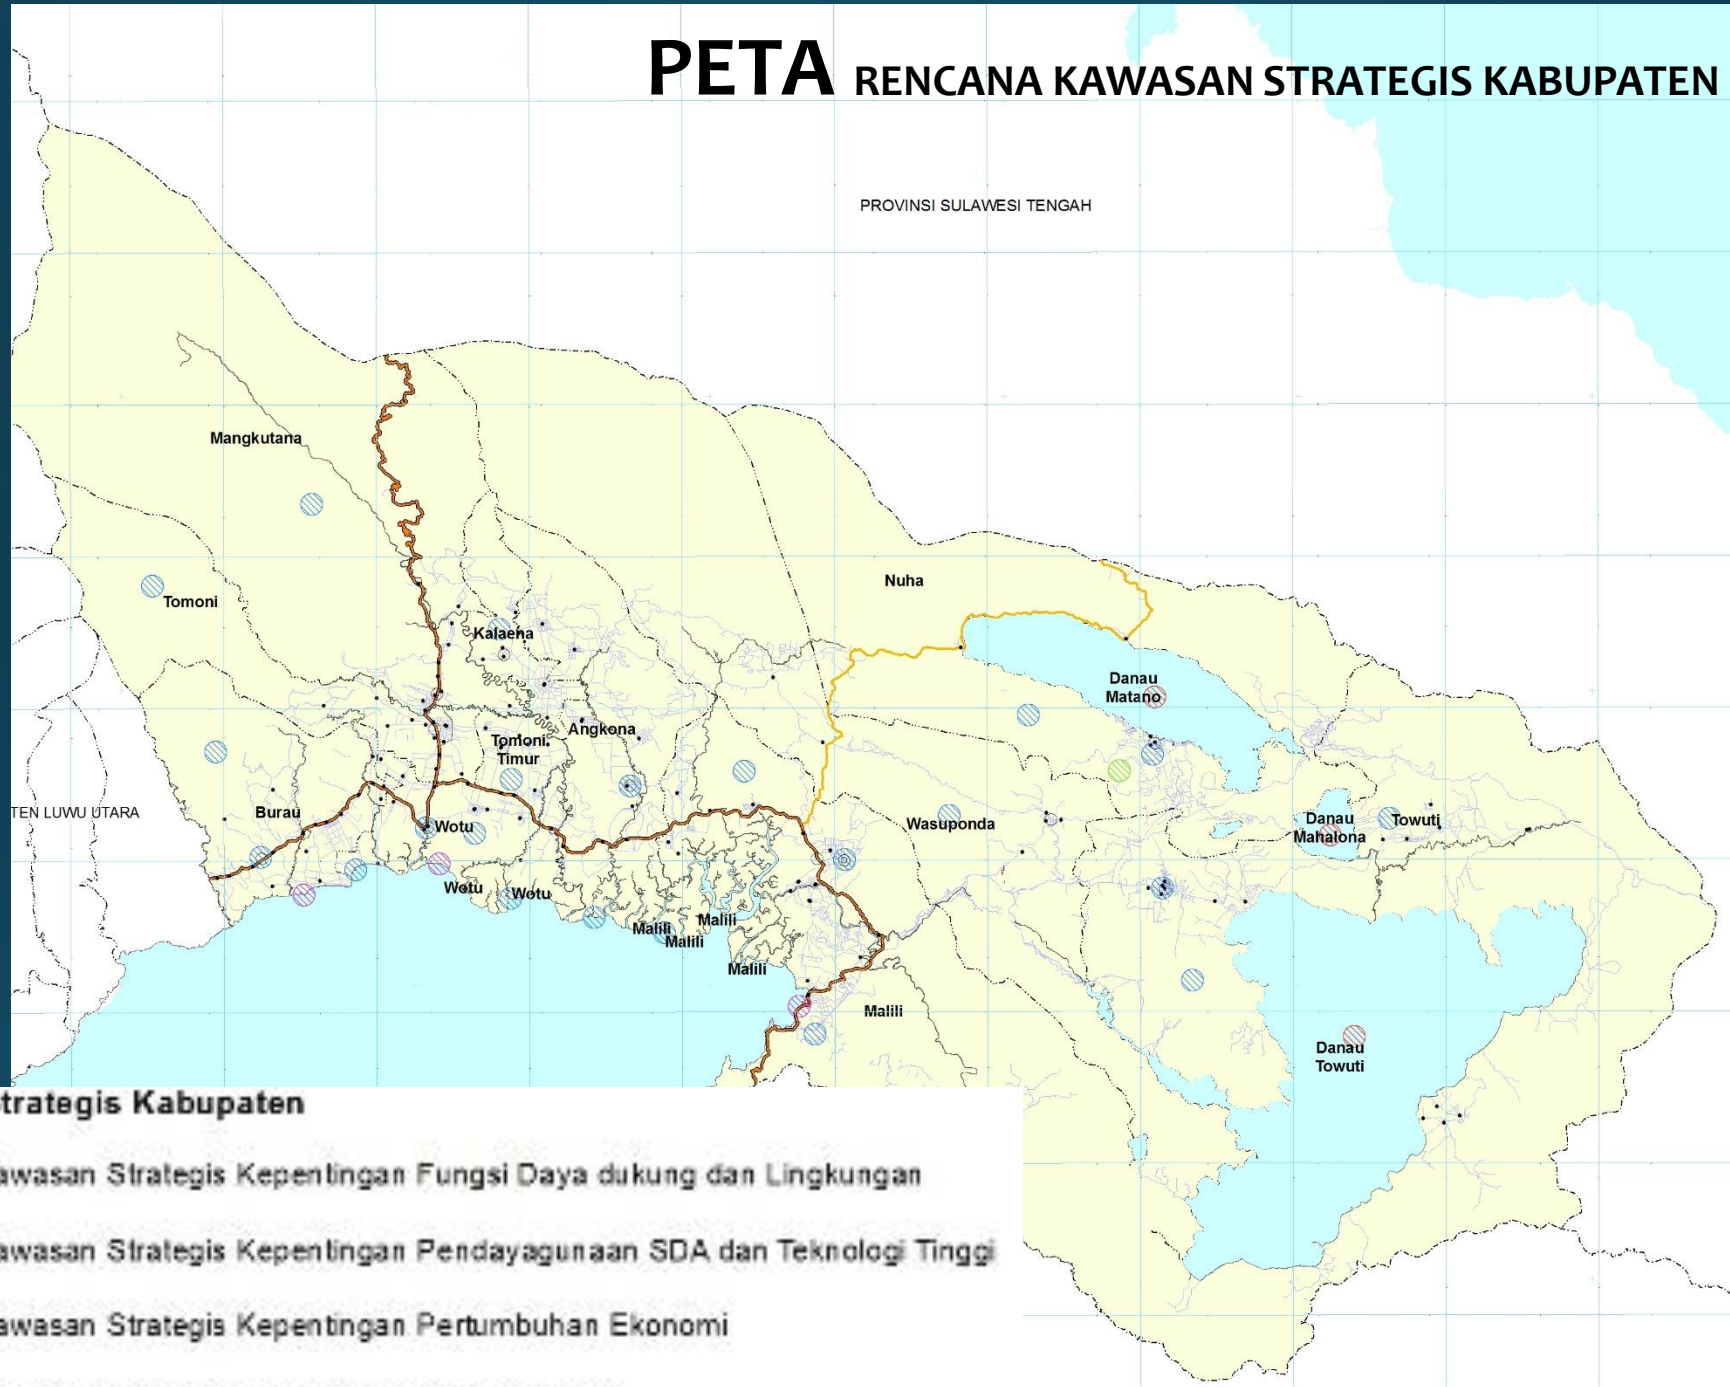 PETA RENCANA KAWASAN STRATEGIS KABUPATEN
PROVINSI SULAWESI TENGAH
Mangkutana
Nuha
Tomoni
Kalaena
Danau
Matano
Angkona
Tomoni
Timur
TEN LUWU UTARA
Burau
Wotu
Wasuponda
Danau
Mahalona
Towuti
Wotu
Wotu
Malili
Malili
Malili
Malili
Malili
Danau
Towuti
trategis Kabupaten
awasan Strategis Kepentingan Fungsi Daya dukung dan Lingkungan
awasan Strategis Kepentingan Pendayagunaan SDA dan Teknologi Tinggi
awasan Strategis Kepentingan Pertumbuhan Ekonomi